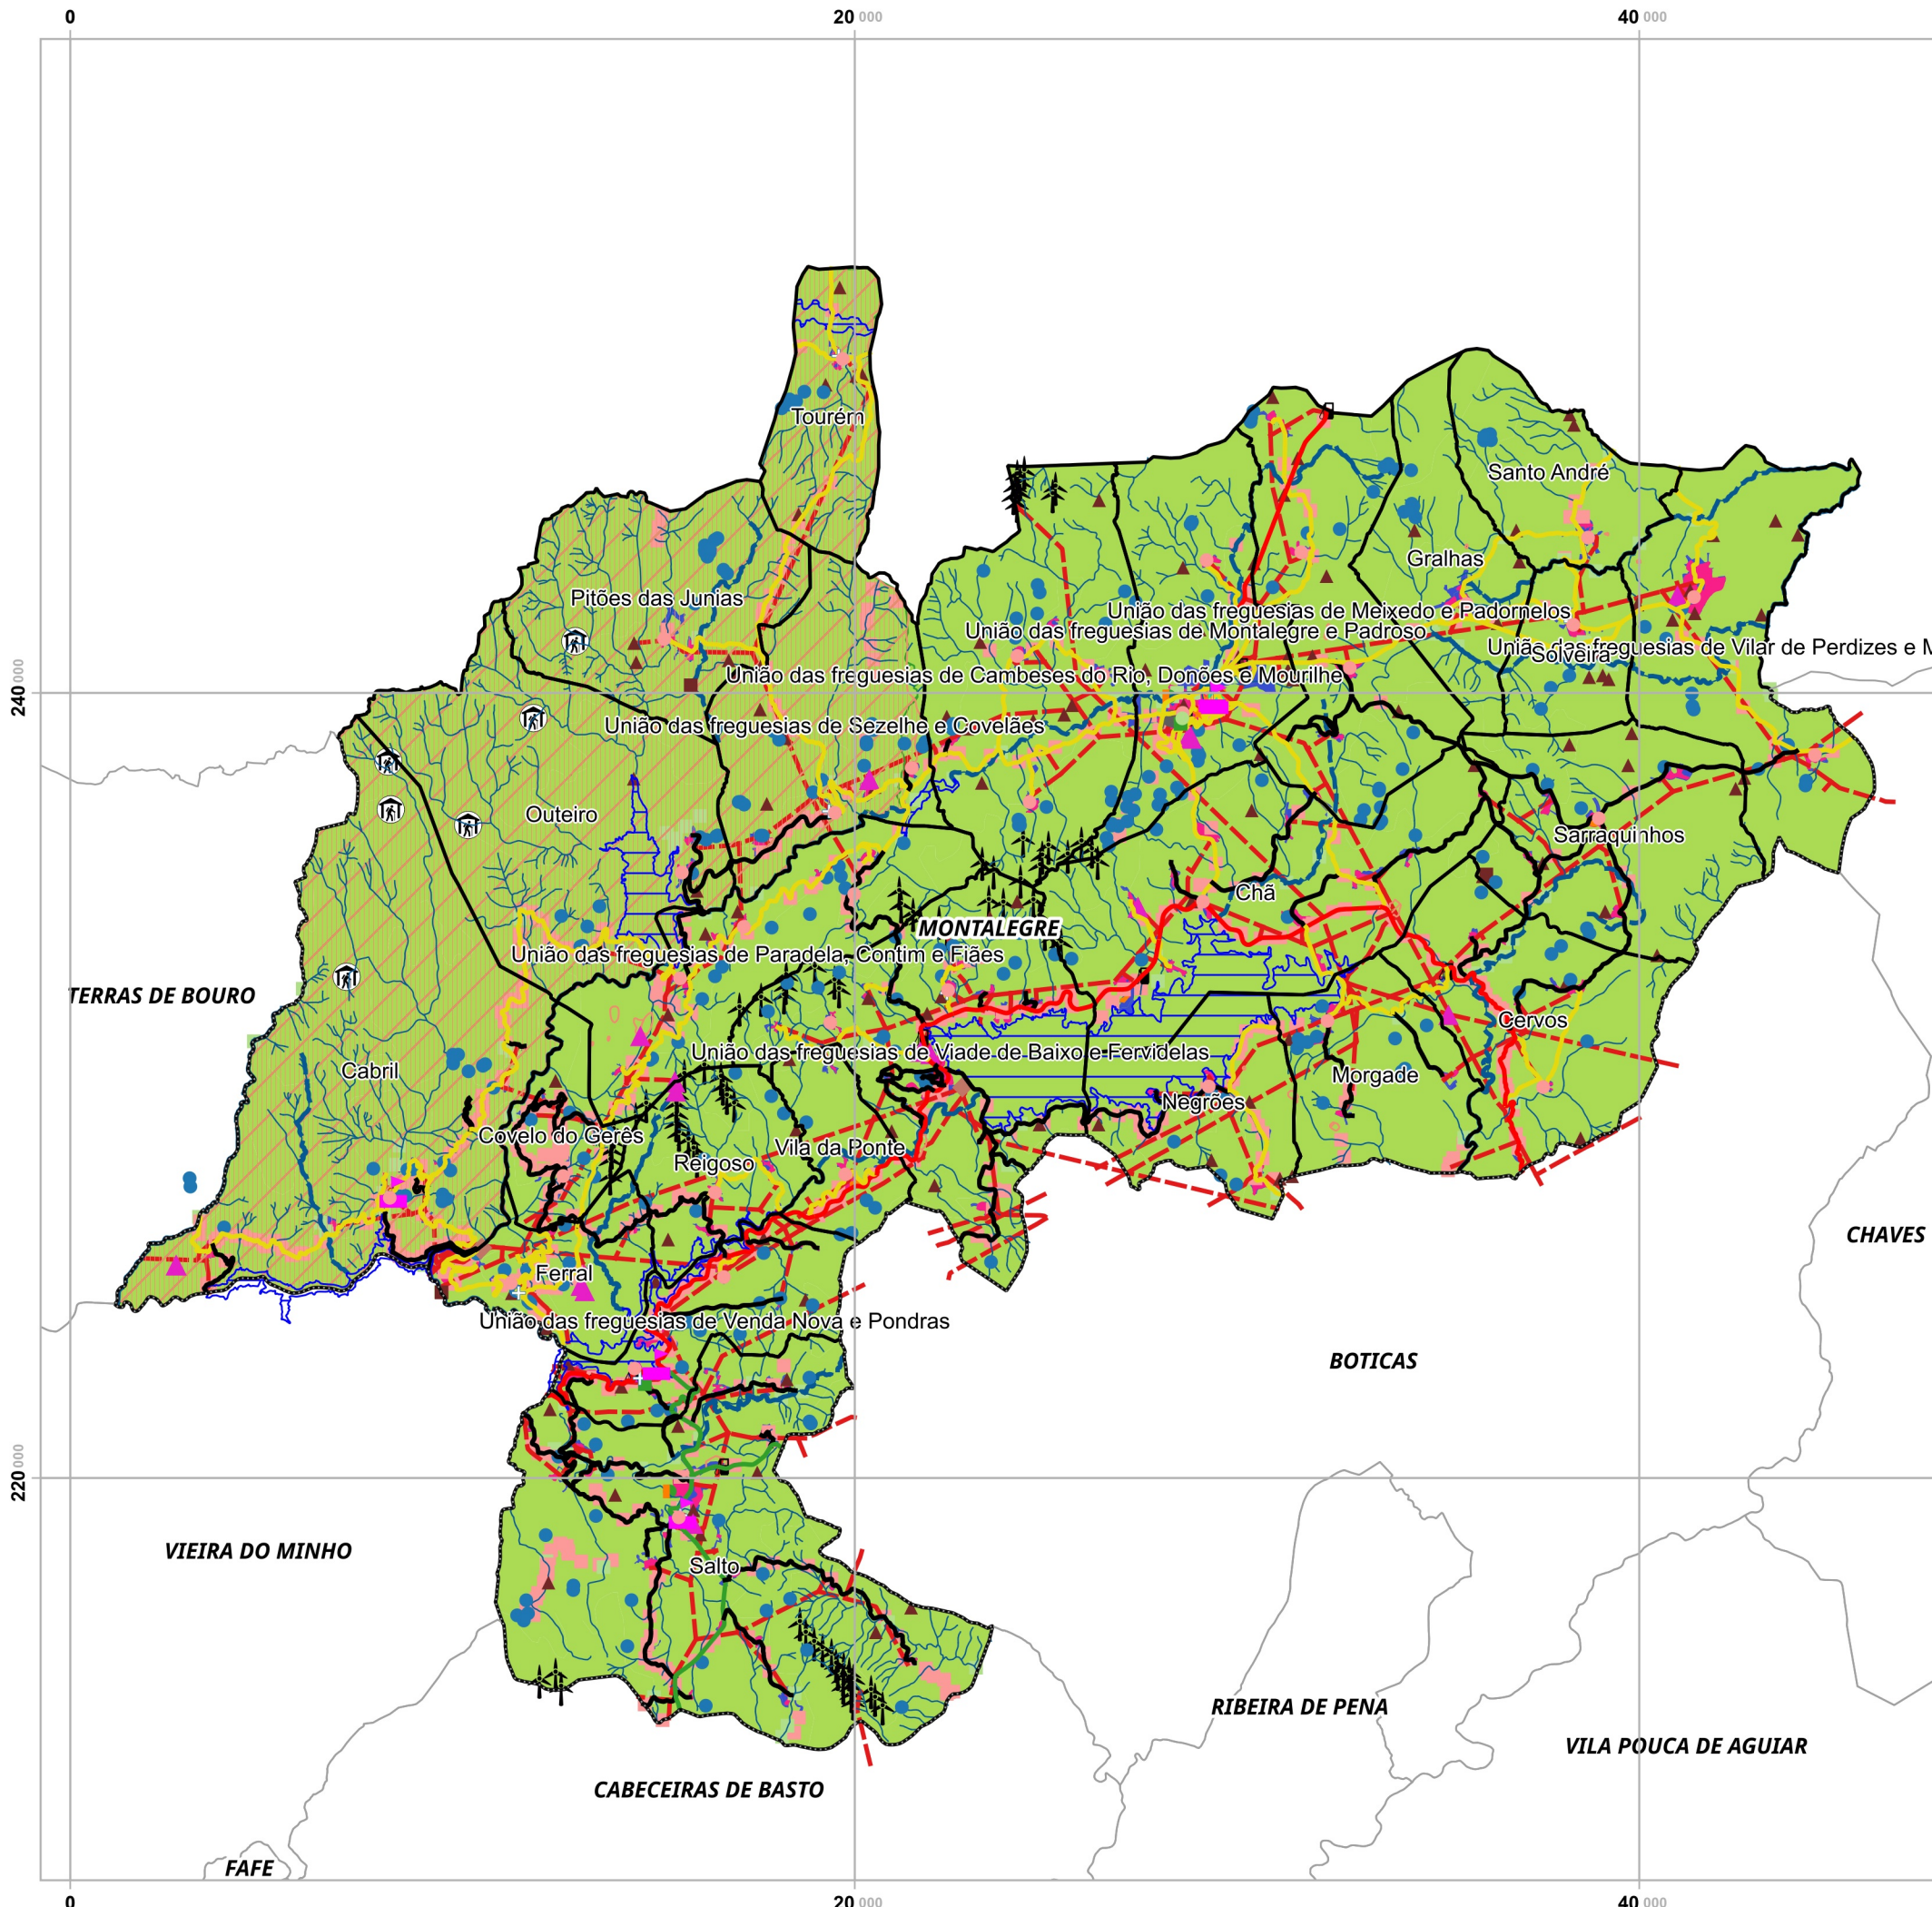 0
20 000
40 000
Tourém
Santo André
Gralhas
Pitões das Junias
União das freguesias de Meixedo e Padornelos
União das freguesias de Montalegre e Padroso
União das freguesias de Vilar de Perdizes e M
Solveira
União das freguesias de Cambeses do Rio, Donões e Mourilhe
240 000
União das freguesias de Sezelhe e Covelães
Outeiro
Sarraquinhos
Chã
MONTALEGRE
União das freguesias de Paradela, Contim e Fiães
TERRAS DE BOURO
Cervos
União das freguesias de Viade de Baixo e Fervidelas
Cabril
Morgade
Negrões
Covelo do Gerês
Vila da Ponte
Reigoso
CHAVES
Ferral
União das freguesias de Venda Nova e Pondras
BOTICAS
220 000
VIEIRA DO MINHO
Salto
RIBEIRA DE PENA
VILA POUCA DE AGUIAR
CABECEIRAS DE BASTO
FAFE
0
20 000
40 000